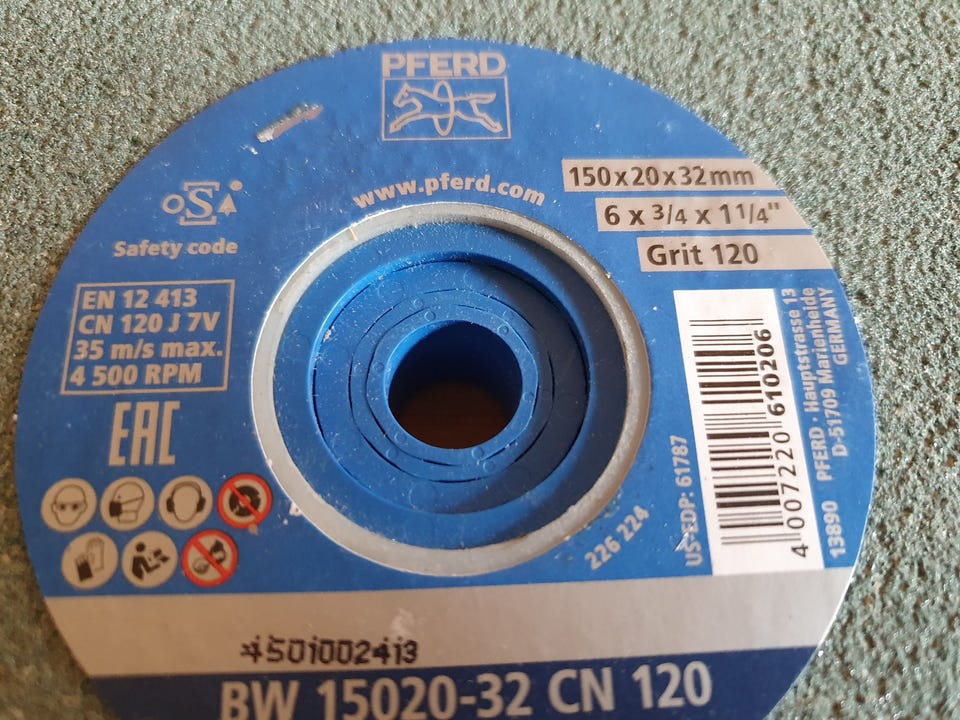 PFERD
www.pferd.com
150x20x32mm
6 x 3/4 x 1 1/4"
Grit 120
oSa
Safety code
EN 12 413
CN 120 J 7V
35 m/s max.
4 500 RPM
EAC
4 007220 610206
PFERD · Hauptstrasse 13
D-51709 Marienheide
GERMANY
13890
US-EDP: 61787
226 224
4501002413
BW 15020-32 CN 120